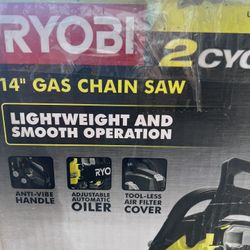 RYOBI
2 CYC
14" GAS CHAIN SAW
LIGHTWEIGHT AND
SMOOTH OPERATION
RYO
ANTI-VIBE
HANDLE
ADJUSTABLE
AUTOMATIC
OILER
TOOL-LESS
AIR FILTER
COVER